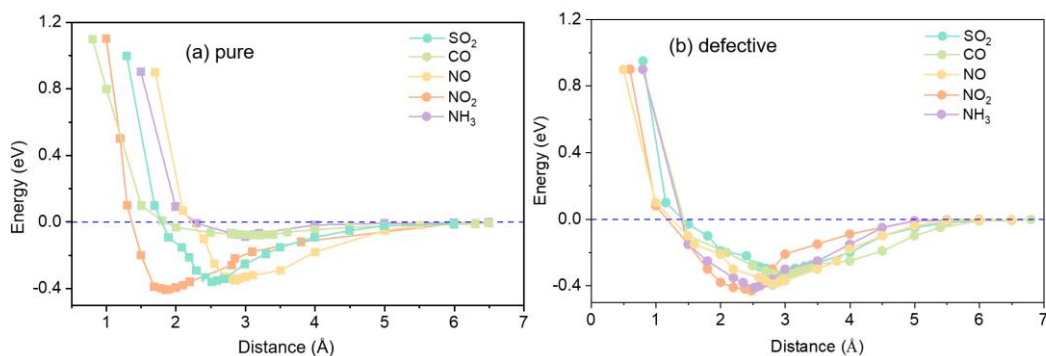 (a) pure
SO₂
CO
NO
NO₂
NH₃
1.2
0.8
0.4
0.0
-0.4
Energy (eV)
0 1 2 3 4 5 6 7
Distance (Å)
(b) defective
SO₂
CO
NO
NO₂
NH₃
1.2
0.8
0.4
0.0
-0.4
Energy (eV)
0 1 2 3 4 5 6 7
Distance (Å)